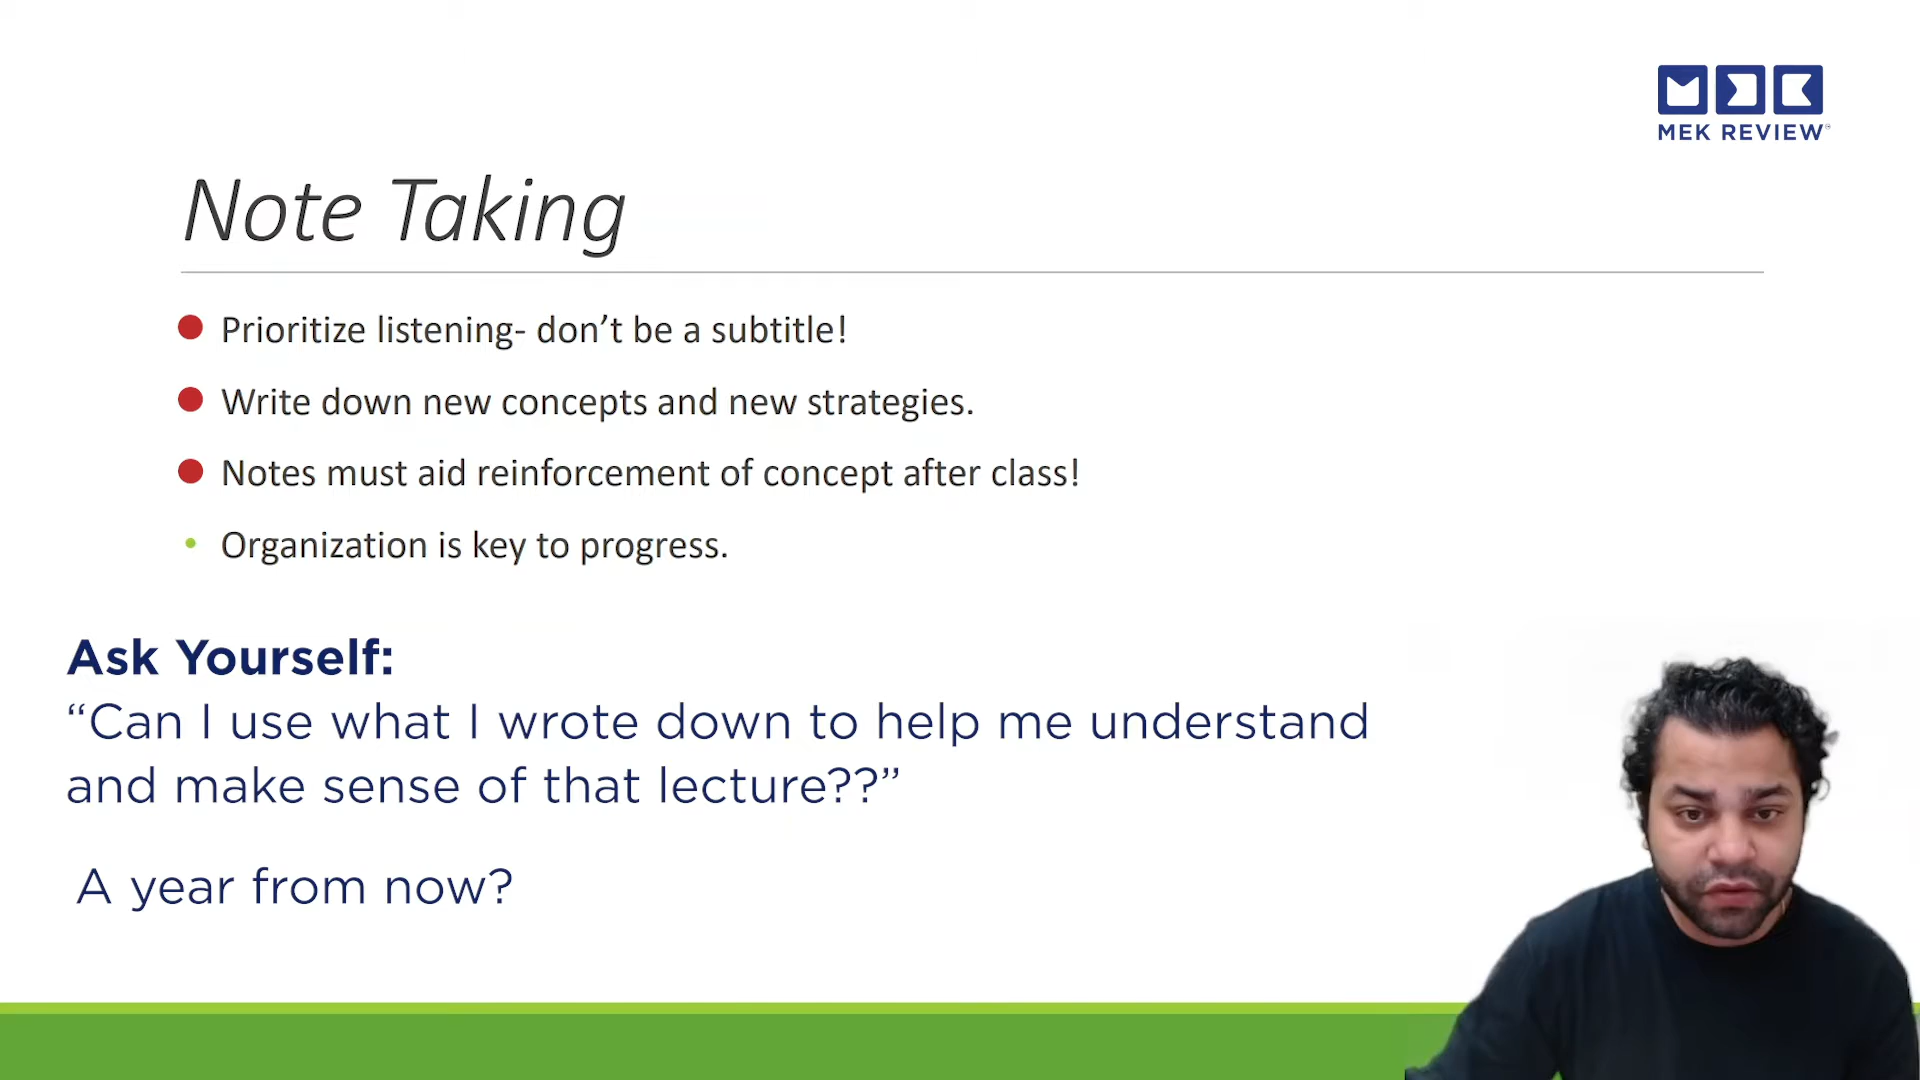 MEK REVIEW
Note Taking
Prioritize listening- don’t be a subtitle!
Write down new concepts and new strategies.
Notes must aid reinforcement of concept after class!
Organization is key to progress.
Ask Yourself:
“Can I use what I wrote down to help me understand
and make sense of that lecture??”
A year from now?